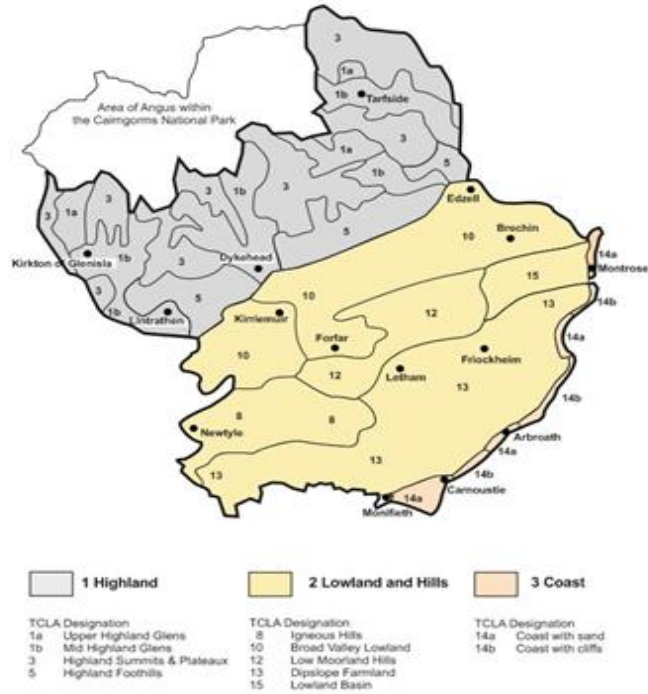 3
1a
1b
Tarfside
Area of Angus within
the Cairngorms National Park
3
1a
3
5
1b
3
1b
3
3
1a
3
Edzell
5
10
Brechin
14a
Kirkton of Glenisla
1b
3
Dykehead
15
Montrose
3
5
10
13
14b
1b
Lintrathen
Kirriemuir
12
14a
Forfar
Friockheim
10
12
Letham
13
14b
8
8
Newtyle
Arbroath
13
14a
13
14b
14a
Carnoustie
Monifieth
1 Highland
TCLA Designation
1a Upper Highland Glens
1b Mid Highland Glens
3 Highland Summits & Plateaux
5 Highland Foothills
2 Lowland and Hills
TCLA Designation
8 Igneous Hills
10 Broad Valley Lowland
12 Low Moorland Hills
13 Dipslope Farmland
15 Lowland Basin
3 Coast
TCLA Designation
14a Coast with sand
14b Coast with cliffs